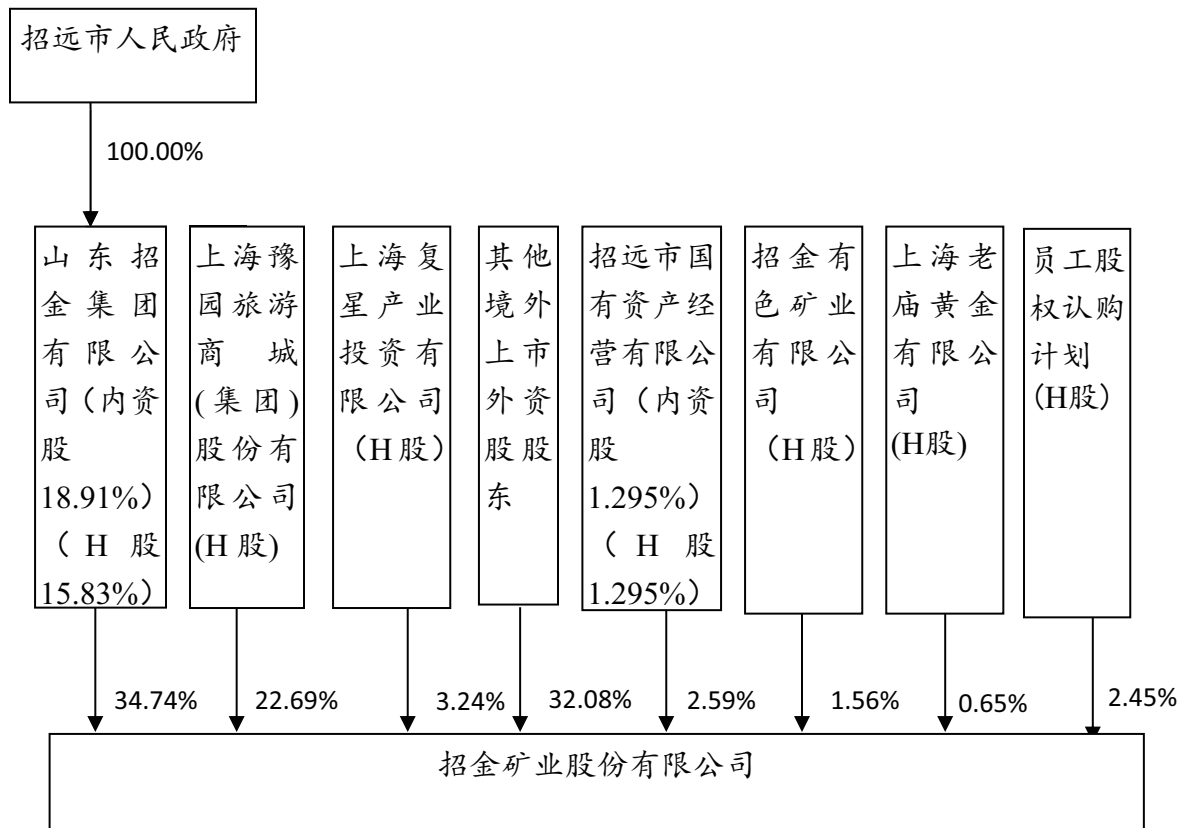 招远市人民政府
100.00%
山东招
金集团
有限公
司（内资
股
18.91%）
（H股
15.83%）
上海豫
园旅游
商城
(集团)
股份有
限公司
(H股)
上海复
星产业
投资有
限公司
（H股）
其他
境外
上市
外资
股股
东
招远市国
有资产经
营有限公
司（内资
股
1.295%）
（H股
1.295%）
招金有
色矿业
有限公
司
（H股）
上海老
庙黄金
有限公
司
(H股)
员工股
权认购
计划
(H股）
34.74%
22.69%
3.24%
32.08%
2.59%
1.56%
0.65%
2.45%
招金矿业股份有限公司